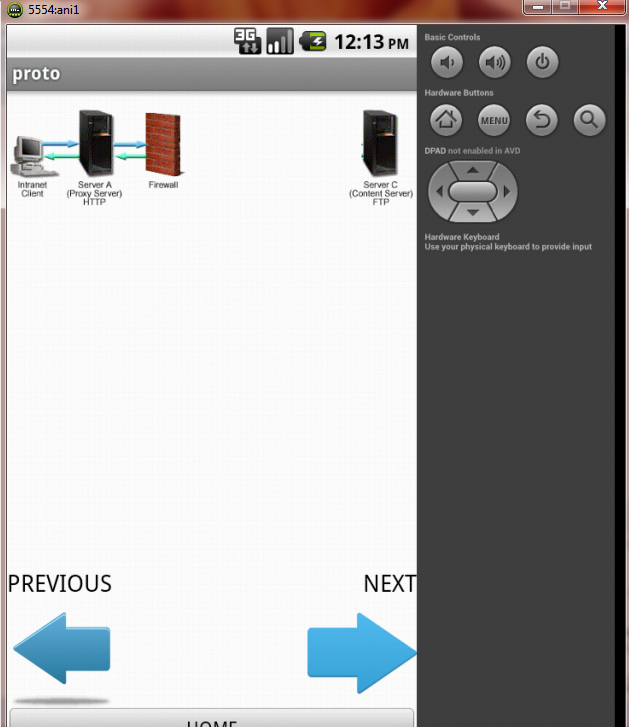 5554:ani1
3G 12:13 PM
proto
Intranet
Client
Server A
(Proxy Server)
HTTP
Firewall
Server C
(Content Server)
FTP
PREVIOUS
NEXT
HOME
Basic Controls
Hardware Buttons
MENU
DPAD not enabled in AVD
Hardware Keyboard
Use your physical keyboard to provide input